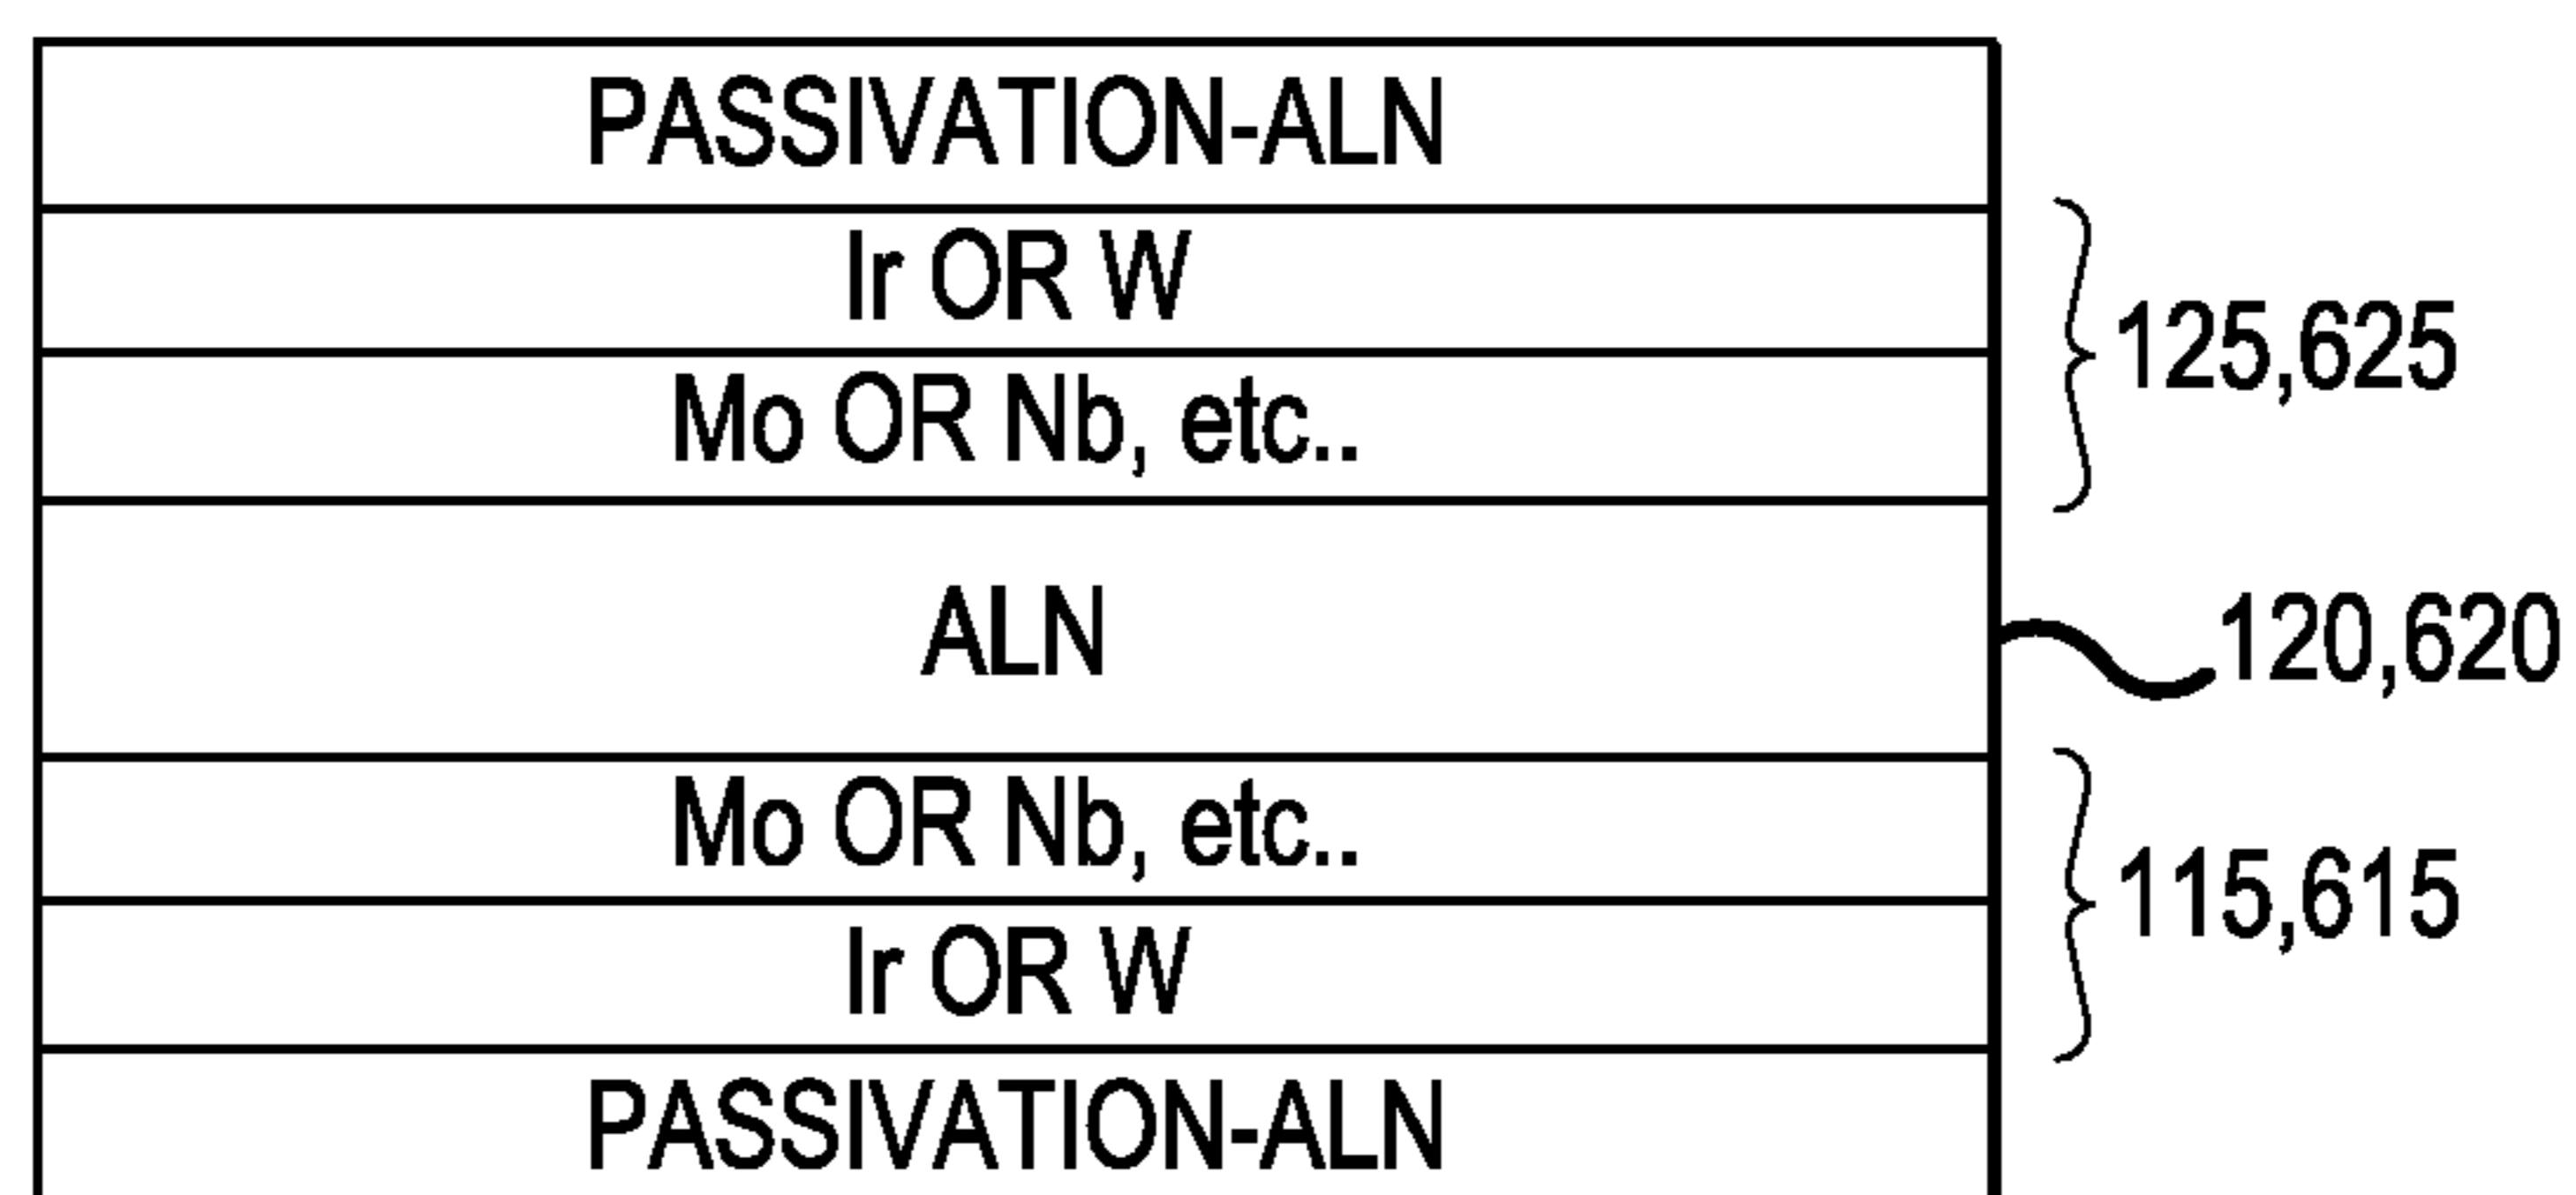 PASSIVATION-ALN
Ir OR W
125,625
Mo OR Nb, etc..
ALN
120,620
Mo OR Nb, etc..
115,615
Ir OR W
PASSIVATION-ALN